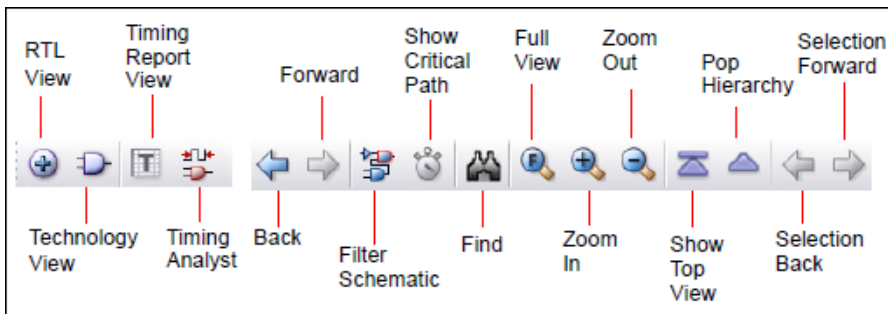 RTL
View
Timing
Report
View
Forward
Show
Critical
Path
Full
View
Zoom
Out
Pop
Hierarchy
Selection
Forward
T
F
Technology
View
Timing
Analyst
Back
Filter
Schematic
Find
Zoom
In
Show
Top
View
Selection
Back